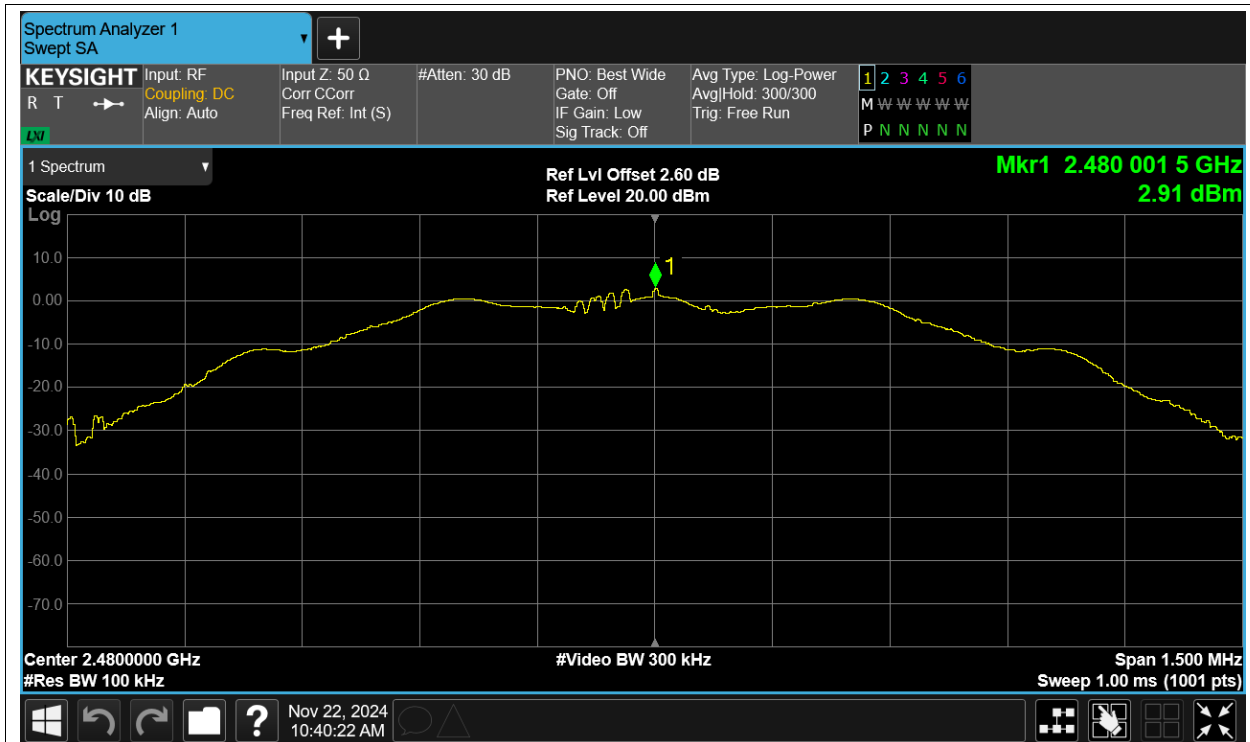 Spectrum Analyzer 1
Swept SA
KEYSIGHT
R T
LXI
Input: RF
Coupling: DC
Align: Auto
Input Z: 50 Ω
Corr CCorr
Freq Ref: Int (S)
#Atten: 30 dB
PNO: Best Wide
Gate: Off
IF Gain: Low
Sig Track: Off
Avg Type: Log-Power
Avg|Hold: 300/300
Trig: Free Run
1 2 3 4 5 6
M W W W W W
P N N N N N
1 Spectrum
Scale/Div 10 dB
Ref Lvl Offset 2.60 dB
Ref Level 20.00 dBm
Mkr1 2.480 001 5 GHz
2.91 dBm
Log
10.0
0.00
-10.0
-20.0
-30.0
-40.0
-50.0
-60.0
-70.0
1
Center 2.4800000 GHz
#Res BW 100 kHz
#Video BW 300 kHz
Span 1.500 MHz
Sweep 1.00 ms (1001 pts)
?
Nov 22, 2024
10:40:22 AM